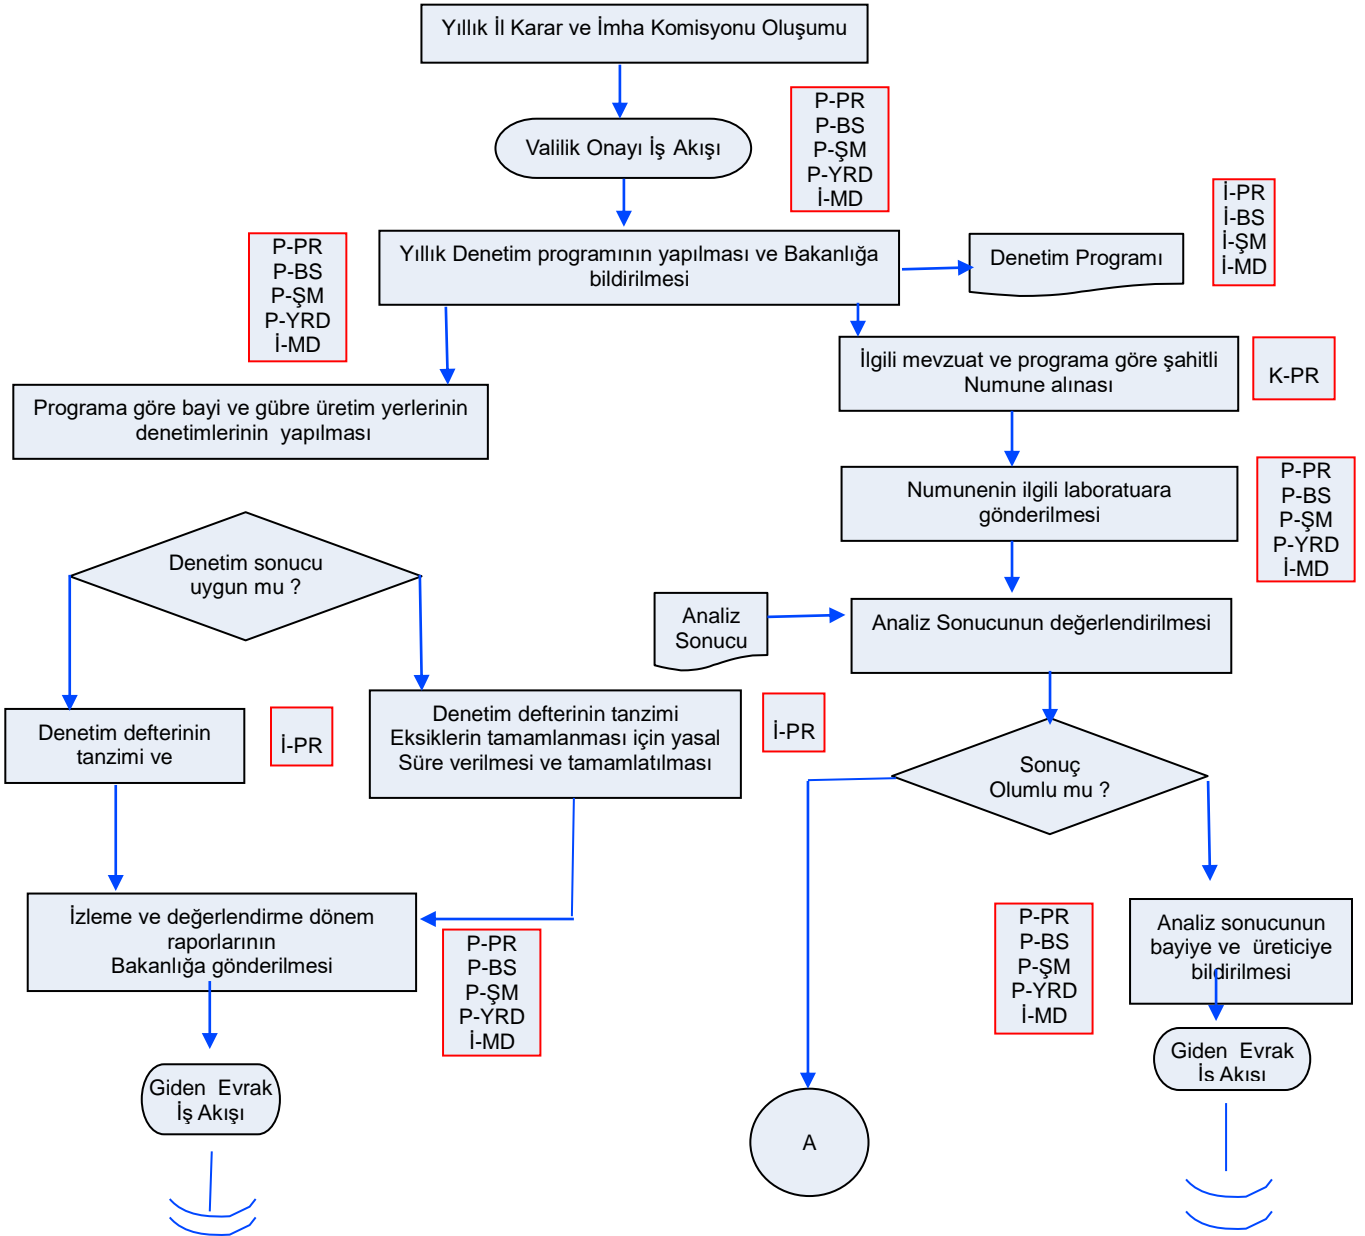 Yıllık İl Karar ve İmha Komisyonu Oluşumu
Valilik Onayı İş Akışı
P-PR
P-BS
P-ŞM
P-YRD
İ-MD
Yıllık Denetim programının yapılması ve Bakanlığa
bildirilmesi
Denetim Programı
İ-PR
İ-BS
İ-ŞM
İ-MD
P-PR
P-BS
P-ŞM
P-YRD
İ-MD
Programa göre bayi ve gübre üretim yerlerinin
denetimlerinin yapılması
İlgili mevzuat ve programa göre şahitli
Numune alınası
K-PR
Numunenin ilgili laboratuara
gönderilmesi
P-PR
P-BS
P-ŞM
P-YRD
İ-MD
Denetim sonucu
uygun mu ?
Analiz
Sonucu
Analiz Sonucunun değerlendirilmesi
Denetim defterinin
tanzimi ve
İ-PR
Denetim defterinin tanzimi
Eksiklerin tamamlanması için yasal
Süre verilmesi ve tamamlatılması
İ-PR
Sonuç
Olumlu mu ?
İzleme ve değerlendirme dönem
raporlarının
Bakanlığa gönderilmesi
P-PR
P-BS
P-ŞM
P-YRD
İ-MD
P-PR
P-BS
P-ŞM
P-YRD
İ-MD
Analiz sonucunun
bayiye ve üreticiye
bildirilmesi
Giden Evrak
İş Akışı
A
Giden Evrak
İş Akışı